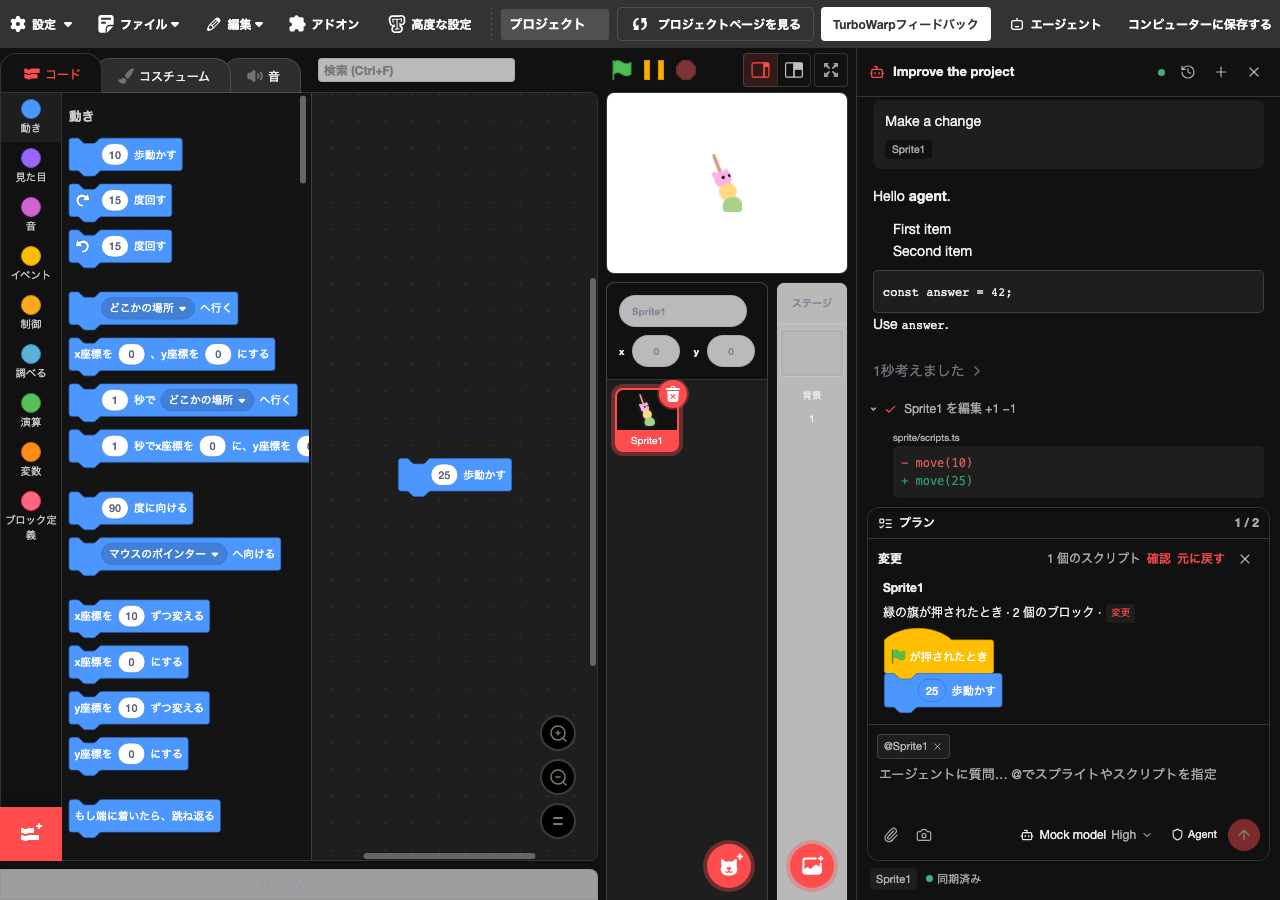 設定
ファイル
編集
アドオン
高度な設定
プロジェクト
プロジェクトページを見る
TurboWarpフィードバック
エージェント
コンピューターに保存する
コード
コスチューム
音
検索 (Ctrl+F)
動き
見た目
音
イベント
制御
調べる
演算
変数
ブロック定義
動き
10 歩動かす
15 度回す
15 度回す
どこかの場所 へ行く
x座標を 0 、y座標を 0 にする
1 秒で どこかの場所 へ行く
1 秒でx座標を 0 に、y座標を
90 度に向ける
マウスのポインター へ向ける
x座標を 10 ずつ変える
x座標を 0 にする
y座標を 10 ずつ変える
y座標を 0 にする
もし端に着いたら、跳ね返る
25 歩動かす
バックパック
Sprite1
x 0 y 0
Sprite1
ステージ
背景
1
Improve the project
Make a change
Sprite1
Hello agent.
First item
Second item
const answer = 42;
Use answer.
1秒考えました
Sprite1 を編集 +1 −1
sprite/scripts.ts
− move(10)
+ move(25)
プラン 1 / 2
変更 1 個のスクリプト 確認 元に戻す
Sprite1
緑の旗が押されたとき · 2 個のブロック · 変更
が押されたとき
25 歩動かす
@Sprite1
エージェントに質問... @でスプライトやスクリプトを指定
Mock model High Agent
Sprite1 同期済み